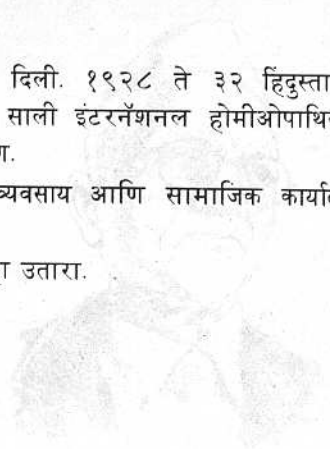 दिली. १९२८ ते ३२ हिंदुस्ता
साली इंटरनॅशनल होमीओपाथि
व्यवसाय आणि सामाजिक कार्या
उतारा.